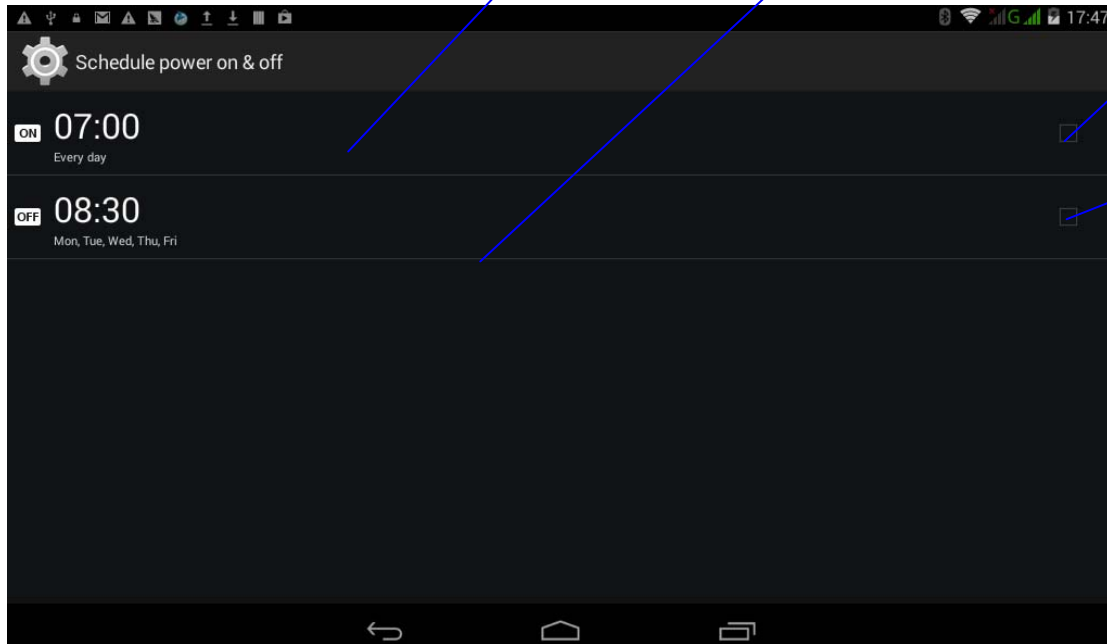 G 17:47
Schedule power on & off
ON 07:00
Every day
OFF 08:30
Mon, Tue, Wed, Thu, Fri